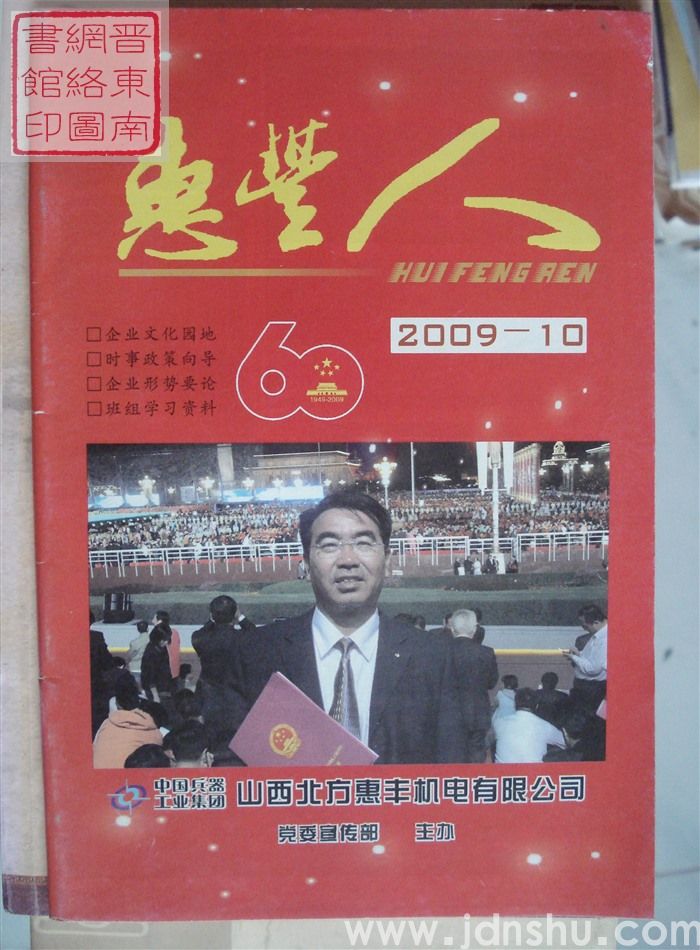 晋东南
網絡圖
書館印
惠豐人
HUI FENG REN
□企业文化园地
□时事政策向导
□企业形势要论
□班组学习资料
60
1949-2009
2009—10
中国兵器
工业集团
山西北方惠丰机电有限公司
党委宣传部 主办
www.jdnshu.com